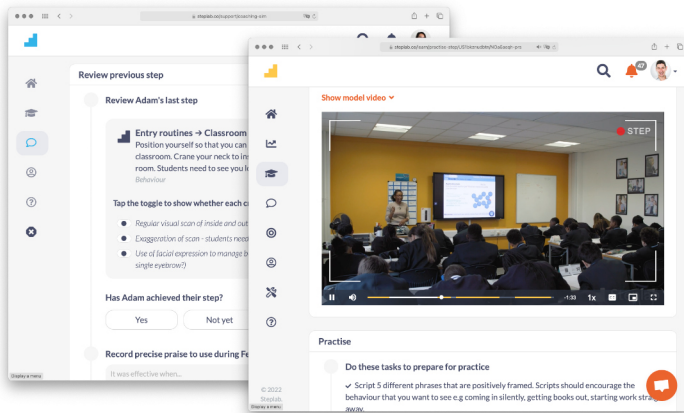 steplab.co/support/coaching-aim
Review previous step
Review Adam's last step
Entry routines → Classroom
Position yourself so that you can
classroom. Crane your neck to ins
room. Students need to see you lo
Behaviour
Tap the toggle to show whether each c
Regular visual scan of inside and out
Exaggeration of scan - students need
Use of facial expression to manage b
single eyebrow?)
Has Adam achieved their step?
Yes
Not yet
Record precise praise to use during Fe
It was effective when...
Display a menu
47
Show model video
STEP
-1:33
1x
Practise
Do these tasks to prepare for practice
✓ Script 5 different phrases that are positively framed. Scripts should encourage the
behaviour that you want to see e.g coming in silently, getting books out, starting work straig
away.
© 2022
Steplab.
Display a menu